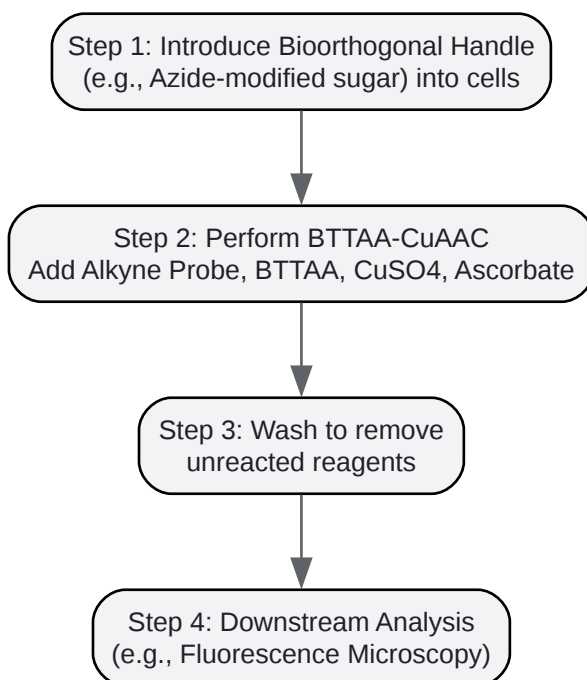 Step 1: Introduce Bioorthogonal Handle
(e.g., Azide-modified sugar) into cells
Step 2: Perform BTTAA-CuAAC
Add Alkyne Probe, BTTAA, CuSO4, Ascorbate
Step 3: Wash to remove
unreacted reagents
Step 4: Downstream Analysis
(e.g., Fluorescence Microscopy)